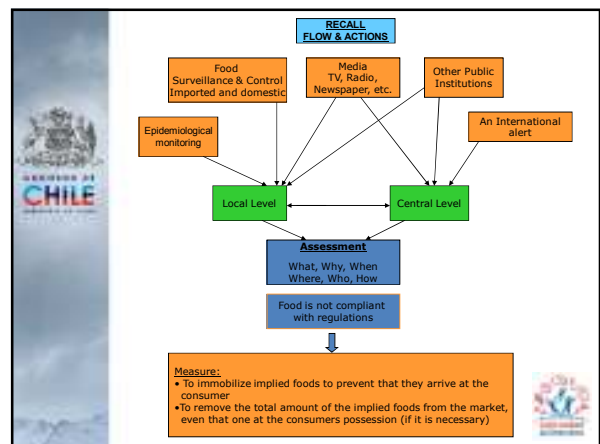 RECALL
FLOW & ACTIONS
Food
Surveillance & Control
Imported and domestic
Media
TV, Radio,
Newspaper, etc.
Other Public
Institutions
An International
alert
Epidemiological
monitoring
GOBIERNO DE
CHILE
Local Level
Central Level
Assessment
What, Why, When
Where, Who, How
Food is not compliant
with regulations
Measure:
• To immobilize implied foods to prevent that they arrive at the
consumer
•To remove the total amount of the implied foods from the market,
even that one at the consumers possession (if it is necessary)